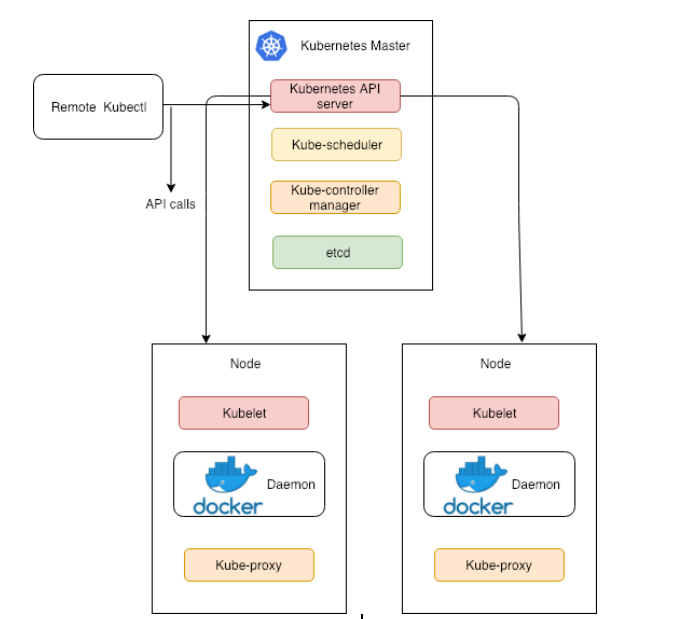 Kubernetes Master
Kubernetes API
server
Remote Kubectl
Kube-scheduler
Kube-controller
manager
API calls
etcd
Node
Kubelet
docker
Daemon
Kube-proxy
Node
Kubelet
docker
Daemon
Kube-proxy